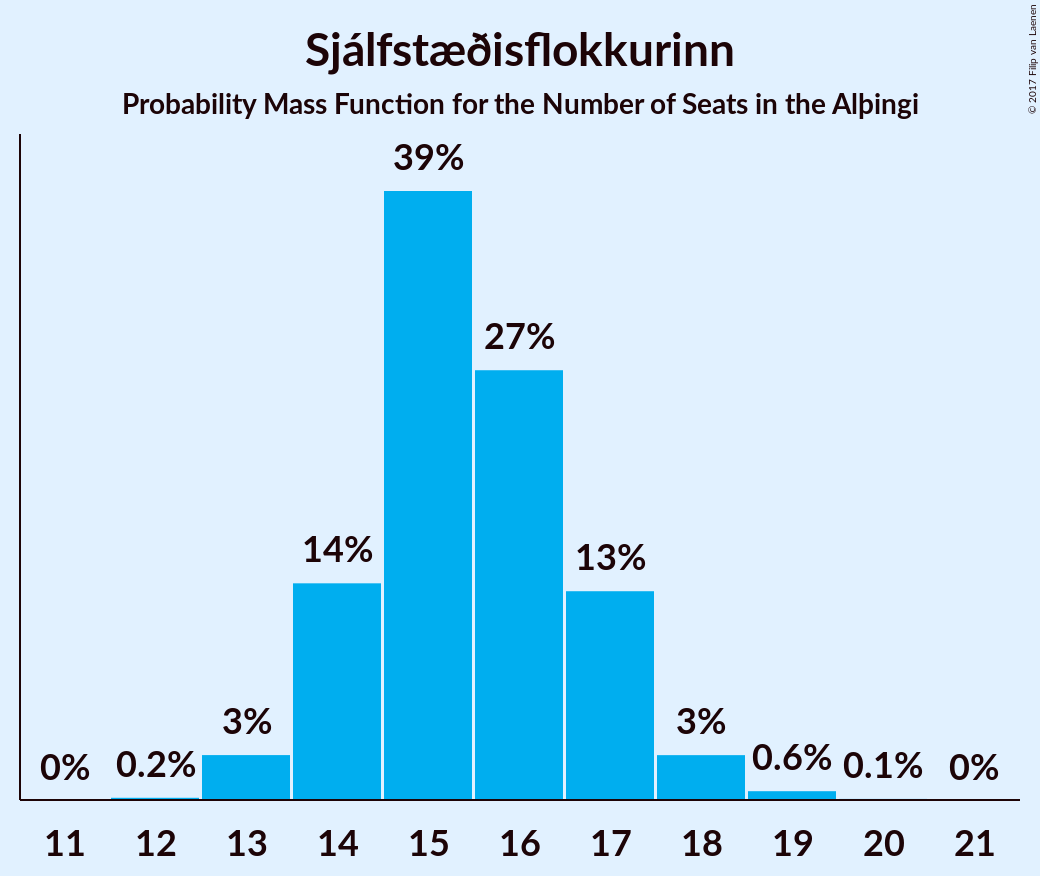 Sjálfstæðisflokkurinn
Probability Mass Function for the Number of Seats in the Alþingi
© 2017 Filip van Laenen
39%
27%
14%
13%
3%
3%
0%
0.2%
0.6%
0.1%
0%
11 12 13 14 15 16 17 18 19 20 21